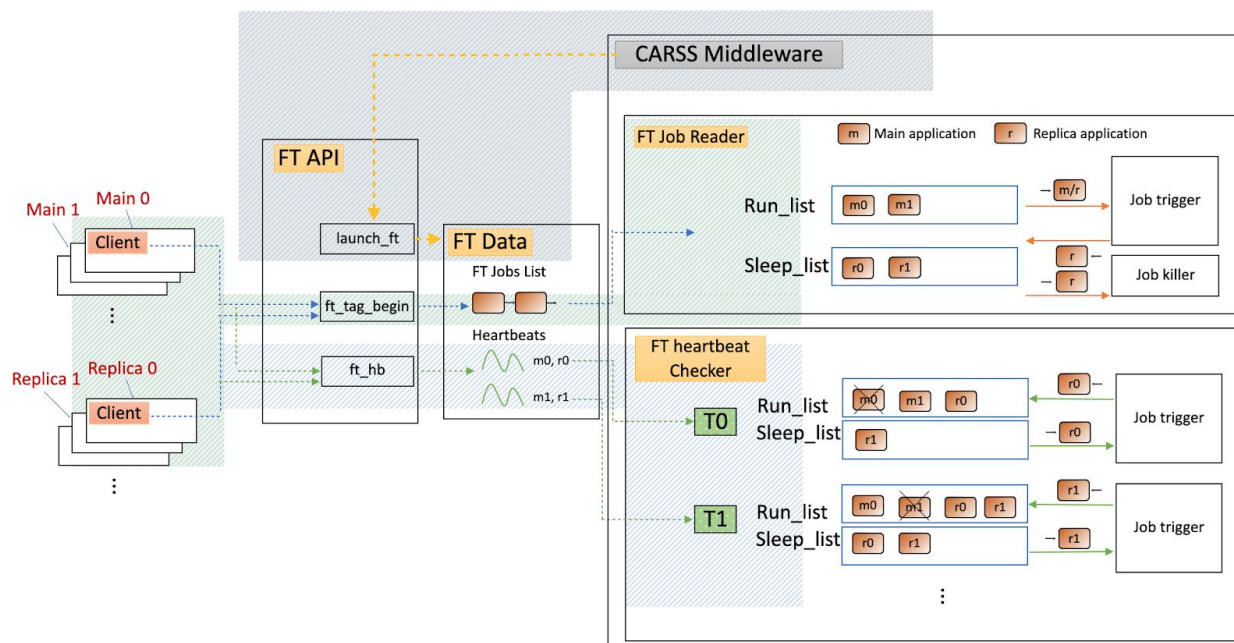 CARSS Middleware
FT API
launch_ft
ft_tag_begin
ft_hb
Main 0
Main 1
Client
⋮
Replica 0
Replica 1
Client
⋮
FT Data
FT Jobs List
Heartbeats
m0, r0
m1, r1
FT Job Reader
m Main application r Replica application
Run_list m0 m1
→ m/r
Job trigger
Sleep_list r0 r1
r ←
→ r
Job killer
FT heartbeat
Checker
T0
Run_list m0 m1 r0
Sleep_list r1
r0 ←
→ r0
Job trigger
T1
Run_list m0 m1 r0 r1
Sleep_list r0 r1
r1 ←
→ r1
Job trigger
⋮